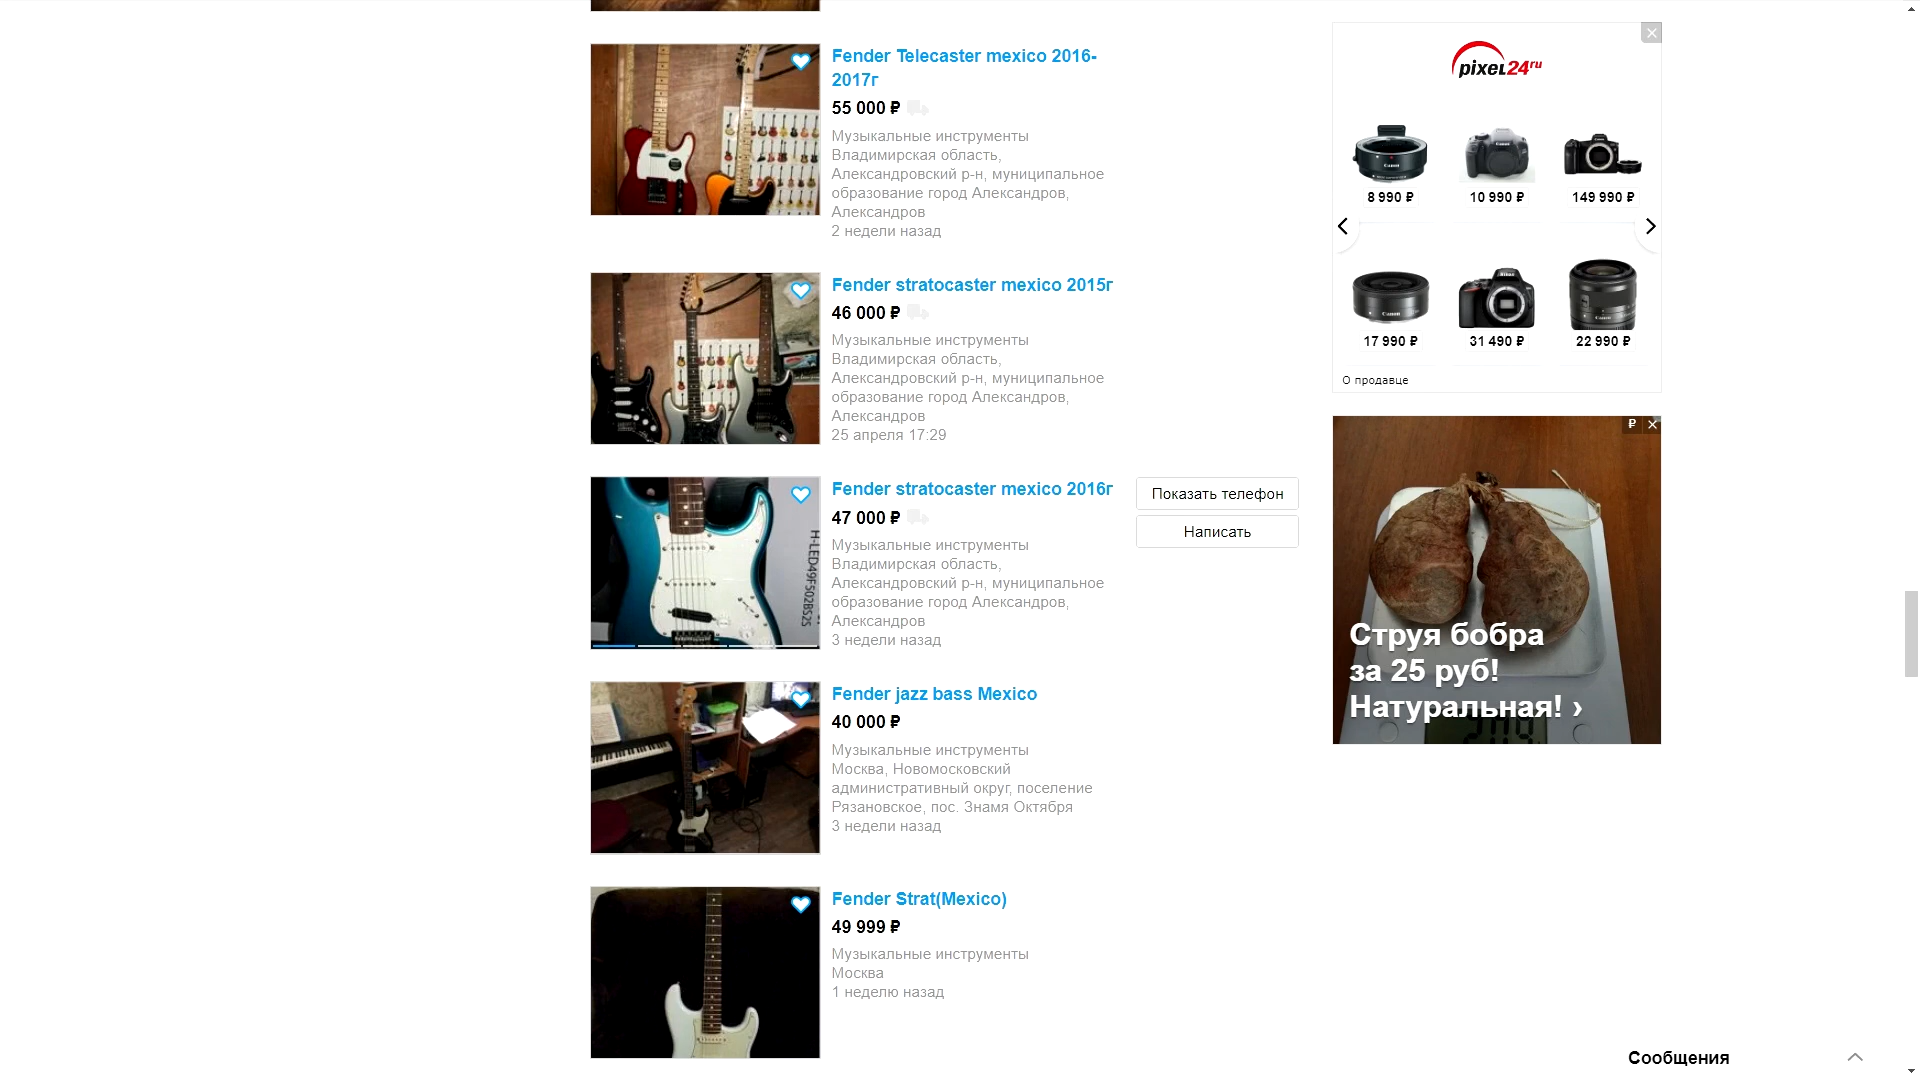 Fender Telecaster mexico 2016-
2017г
55 000 ₽
Музыкальные инструменты
Владимирская область,
Александровский р-н, муниципальное
образование город Александров,
Александров
2 недели назад
Fender stratocaster mexico 2015г
46 000 ₽
Музыкальные инструменты
Владимирская область,
Александровский р-н, муниципальное
образование город Александров,
Александров
25 апреля 17:29
H-LED49F502BS2S
Fender stratocaster mexico 2016г
47 000 ₽
Музыкальные инструменты
Владимирская область,
Александровский р-н, муниципальное
образование город Александров,
Александров
3 недели назад
Показать телефон
Написать
Fender jazz bass Mexico
40 000 ₽
Музыкальные инструменты
Москва, Новомосковский
административный округ, поселение
Рязановское, пос. Знамя Октября
3 недели назад
Fender Strat(Mexico)
49 999 ₽
Музыкальные инструменты
Москва
1 неделю назад
pixel24ru
8 990 ₽
10 990 ₽
149 990 ₽
17 990 ₽
31 490 ₽
22 990 ₽
О продавце
₽
Струя бобра
за 25 руб!
Натуральная! ›
Сообщения